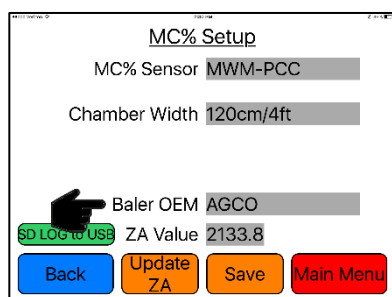 MC% Setup
MC% Sensor MWM-PCC
Chamber Width 120cm/4ft
Baler OEM AGCO
SD LOG to USB ZA Value 2133.8
Back Update ZA Save Main Menu